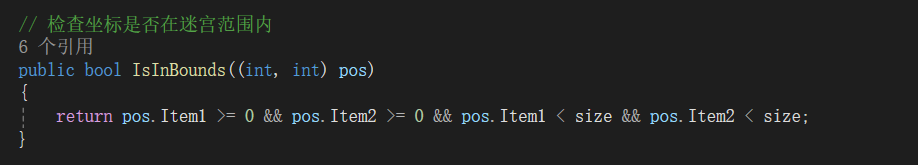 // 检查坐标是否在迷宫范围内
6 个引用
public bool IsInBounds((int, int) pos)
{
return pos.Item1 >= 0 && pos.Item2 >= 0 && pos.Item1 < size && pos.Item2 < size;
}